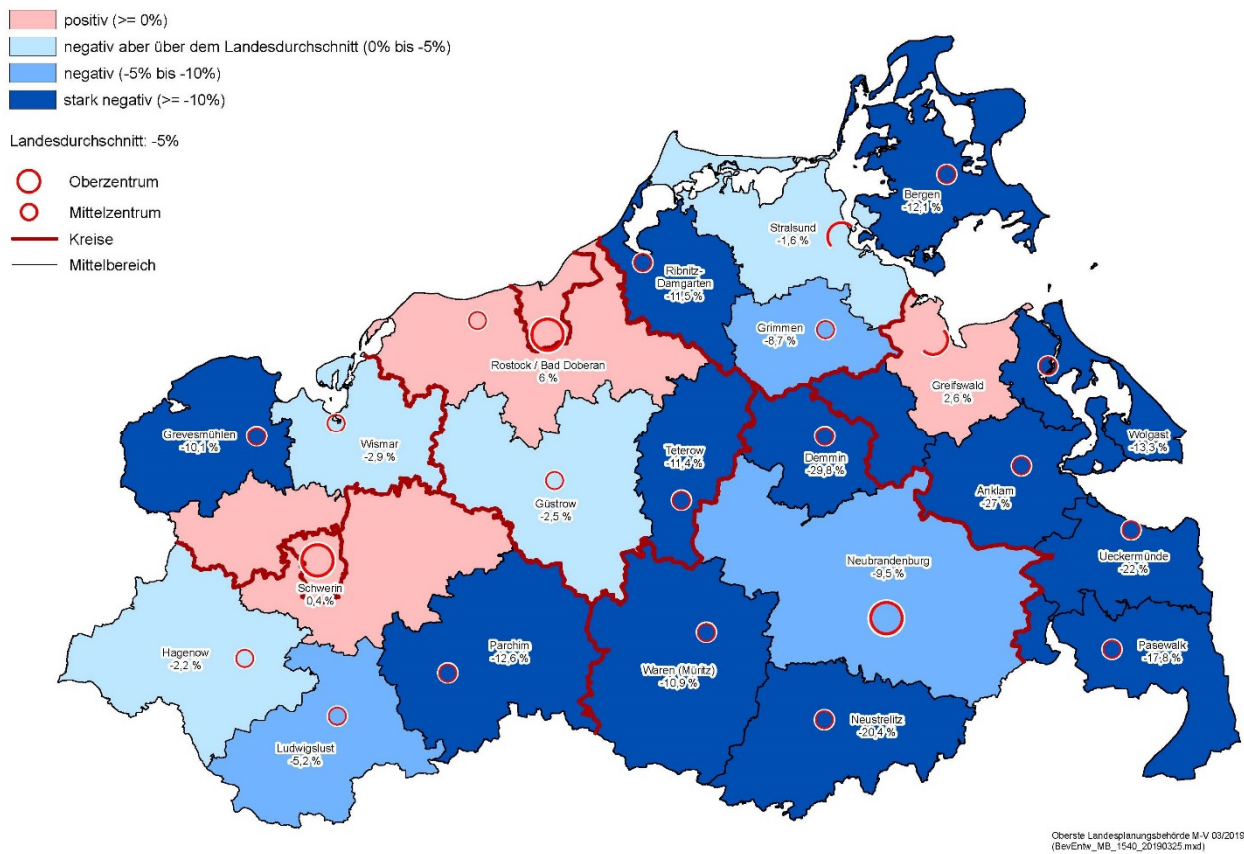 positiv (>= 0%)
negativ aber über dem Landesdurchschnitt (0% bis -5%)
negativ (-5% bis -10%)
stark negativ (>= -10%)
Landesdurchschnitt: -5%
Oberzentrum
Mittelzentrum
Kreise
Mittelbereich
Bergen
-12,1 %
Stralsund
-1,6 %
Ribnitz-
Damgarten
-11,5 %
Grimmen
-8,7 %
Rostock / Bad Doberan
6 %
Greifswald
2,6 %
Grevesmühlen
-10,1 %
Wismar
-2,9 %
Teterow
-11,4 %
Demmin
-29,8 %
Wolgast
-13,3 %
Güstrow
-2,5 %
Anklam
-27 %
Ueckermünde
-22 %
Neubrandenburg
-9,5 %
Schwerin
0,4 %
Hagenow
-2,2 %
Parchim
-12,6 %
Waren (Müritz)
-10,9 %
Pasewalk
-17,8 %
Neustrelitz
-20,4 %
Ludwigslust
-5,2 %
Oberste Landesplanungsbehörde M-V 03/2019
(BevEntw_MB_1540_20190325.mxd)